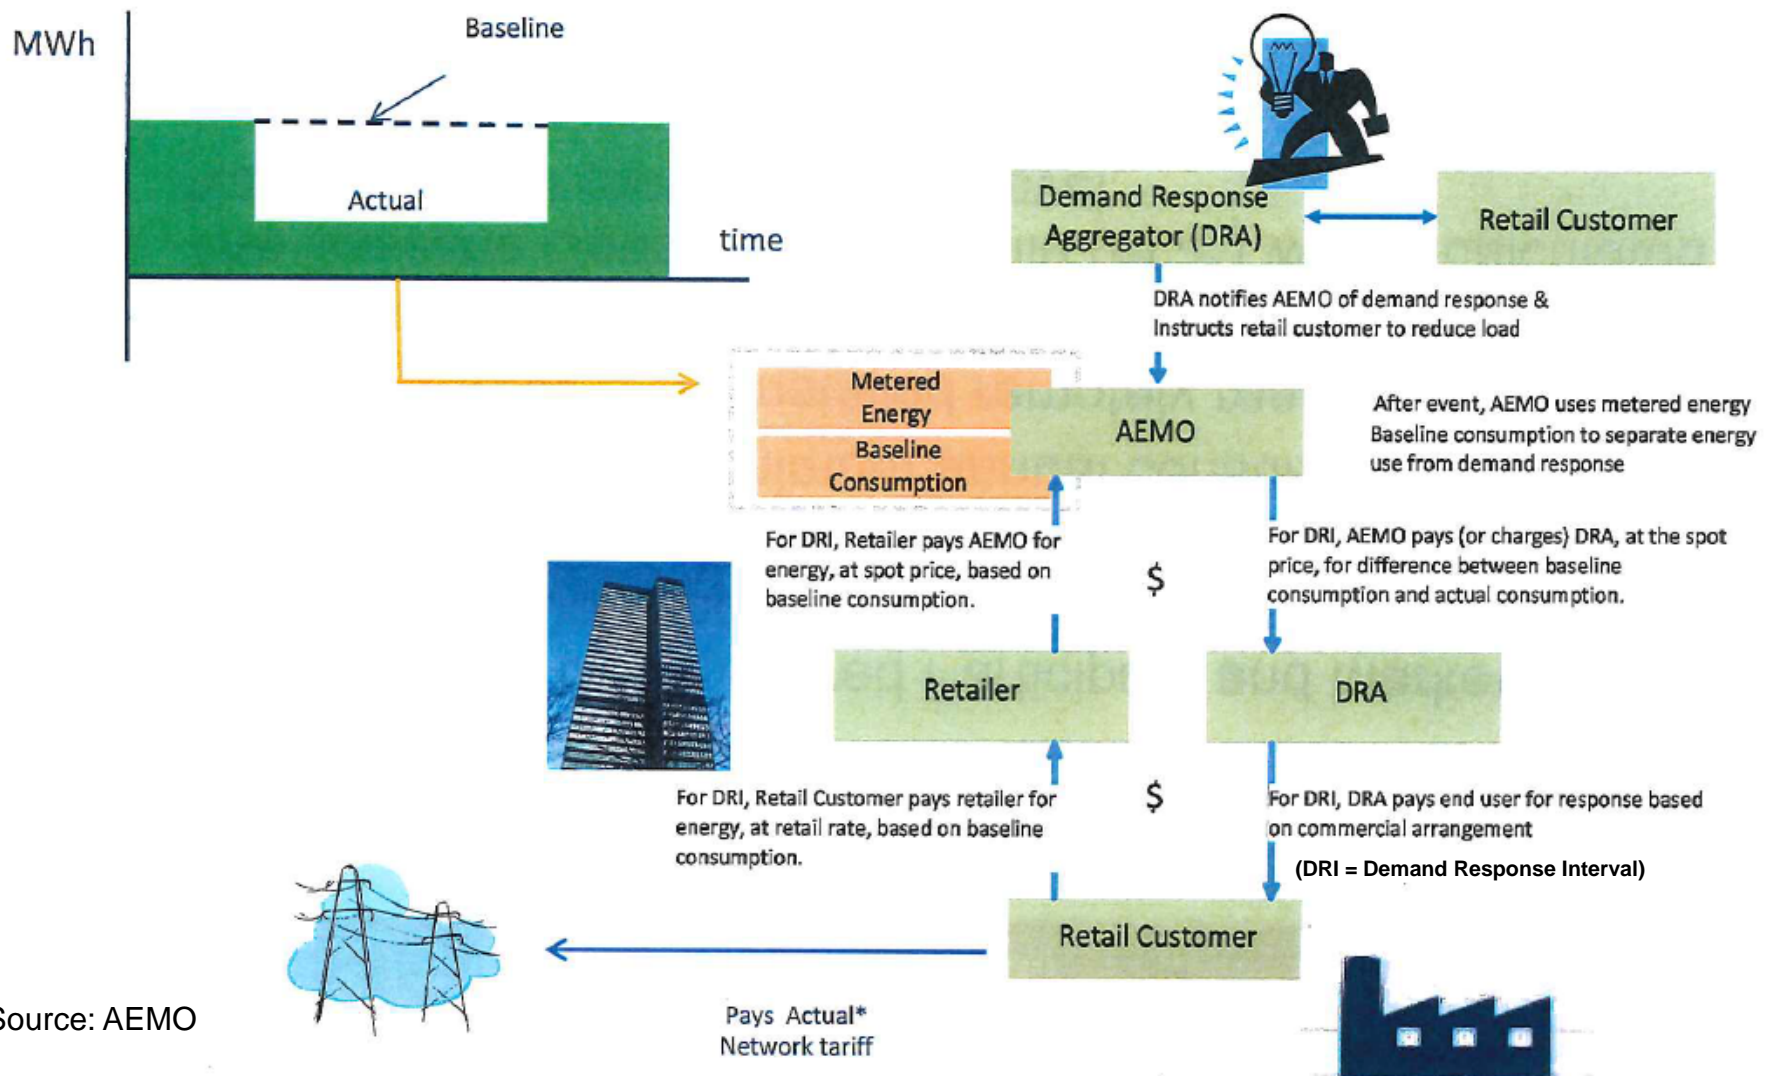 MWh
Baseline
Actual
time
Demand Response
Aggregator (DRA)
Retail Customer
DRA notifies AEMO of demand response &
Instructs retail customer to reduce load
Metered
Energy
Baseline
Consumption
AEMO
After event, AEMO uses metered energy
Baseline consumption to separate energy
use from demand response
For DRI, Retailer pays AEMO for
energy, at spot price, based on
baseline consumption.
$
For DRI, AEMO pays (or charges) DRA, at the spot
price, for difference between baseline
consumption and actual consumption.
Retailer
DRA
For DRI, Retail Customer pays retailer for
energy, at retail rate, based on baseline
consumption.
$
For DRI, DRA pays end user for response based
on commercial arrangement
(DRI = Demand Response Interval)
Retail Customer
Pays Actual*
Network tariff
Source: AEMO